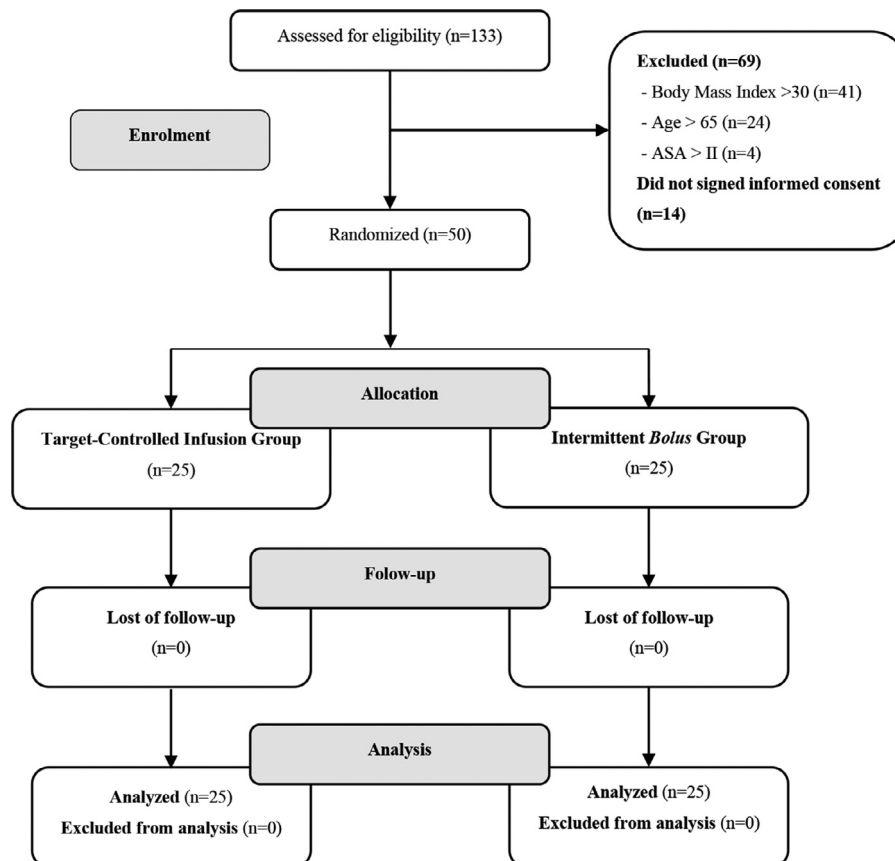 Assessed for eligibility (n=133)
Excluded (n=69)
- Body Mass Index >30 (n=41)
- Age > 65 (n=24)
- ASA > II (n=4)
Did not signed informed consent
(n=14)
Enrolment
Randomized (n=50)
Allocation
Target-Controlled Infusion Group
(n=25)
Intermittent Bolus Group
(n=25)
Folow-up
Lost of follow-up
(n=0)
Lost of follow-up
(n=0)
Analysis
Analyzed (n=25)
Excluded from analysis (n=0)
Analyzed (n=25)
Excluded from analysis (n=0)